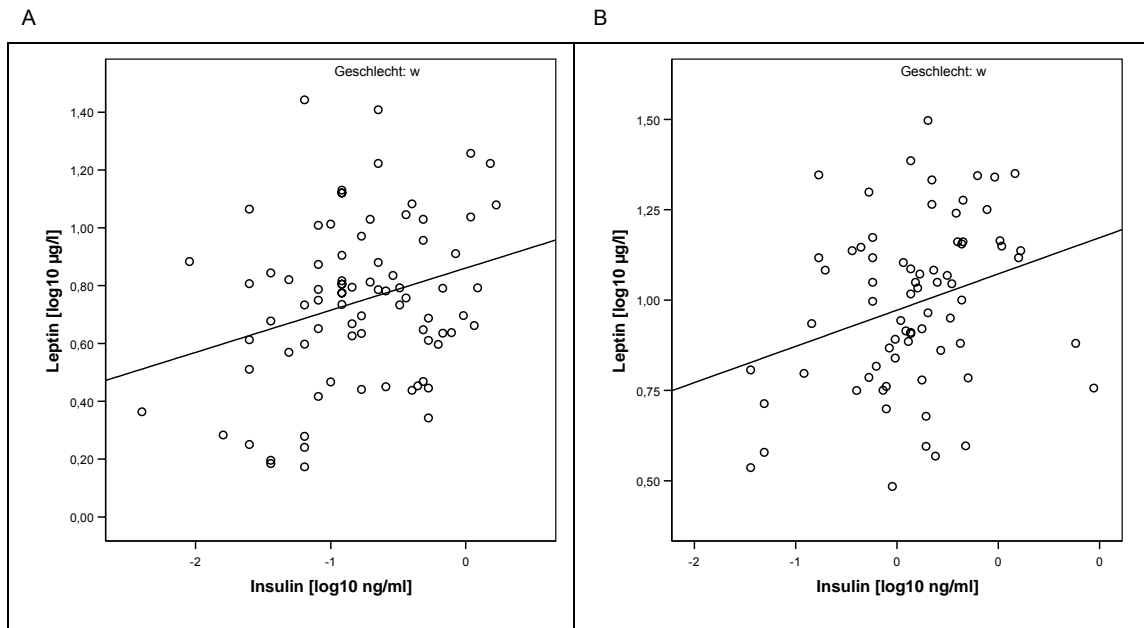 A
B
Geschlecht: w
1,40
1,20
1,00
0,80
0,60
0,40
0,20
0,00
Leptin [log10 µg/l]
-2
-1
0
Insulin [log10 ng/ml]
Geschlecht: w
1,50
1,25
1,00
0,75
0,50
Leptin [log10 µg/l]
-2
-1
0
0
0
Insulin [log10 ng/ml]